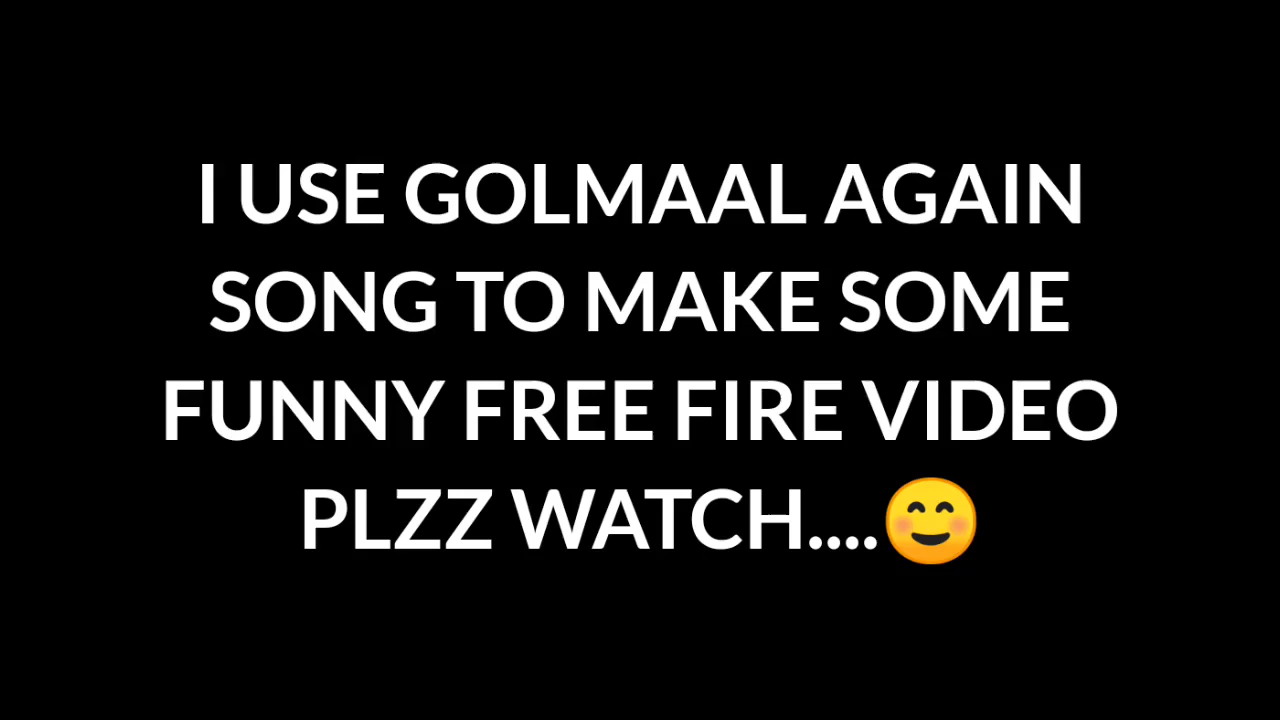 I USE GOLMAAL AGAIN
SONG TO MAKE SOME
FUNNY FREE FIRE VIDEO
PLZZ WATCH....😊